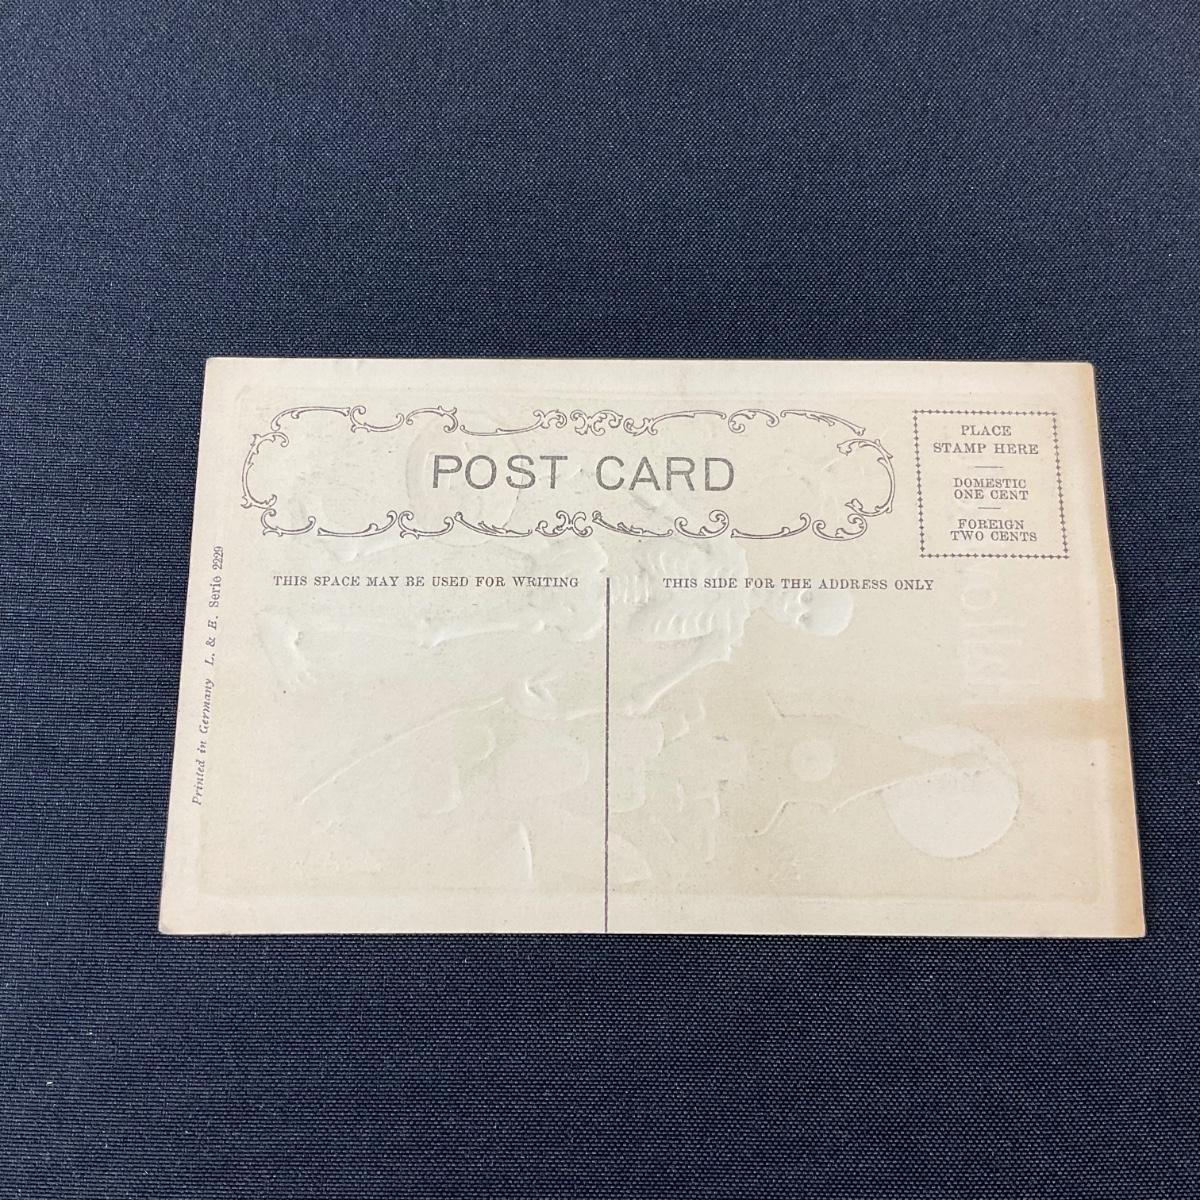 POST CARD
PLACE
STAMP HERE
DOMESTIC
ONE CENT
FOREIGN
TWO CENTS
THIS SPACE MAY BE USED FOR WRITING
THIS SIDE FOR THE ADDRESS ONLY
Printed in Germany L. & H. Serie 2229